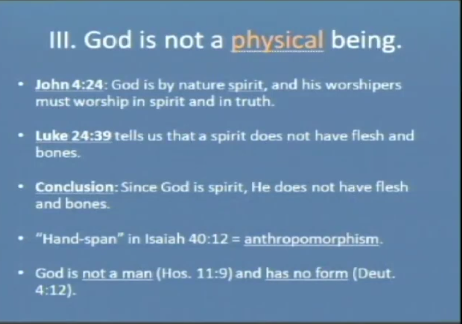 III. God is not a physical being.
• John 4:24: God is by nature spirit, and his worshipers
must worship in spirit and in truth.
• Luke 24:39 tells us that a spirit does not have flesh and
bones.
• Conclusion: Since God is spirit, He does not have flesh
and bones.
• "Hand-span" in Isaiah 40:12 = anthropomorphism.
• God is not a man (Hos. 11:9) and has no form (Deut.
4:12).